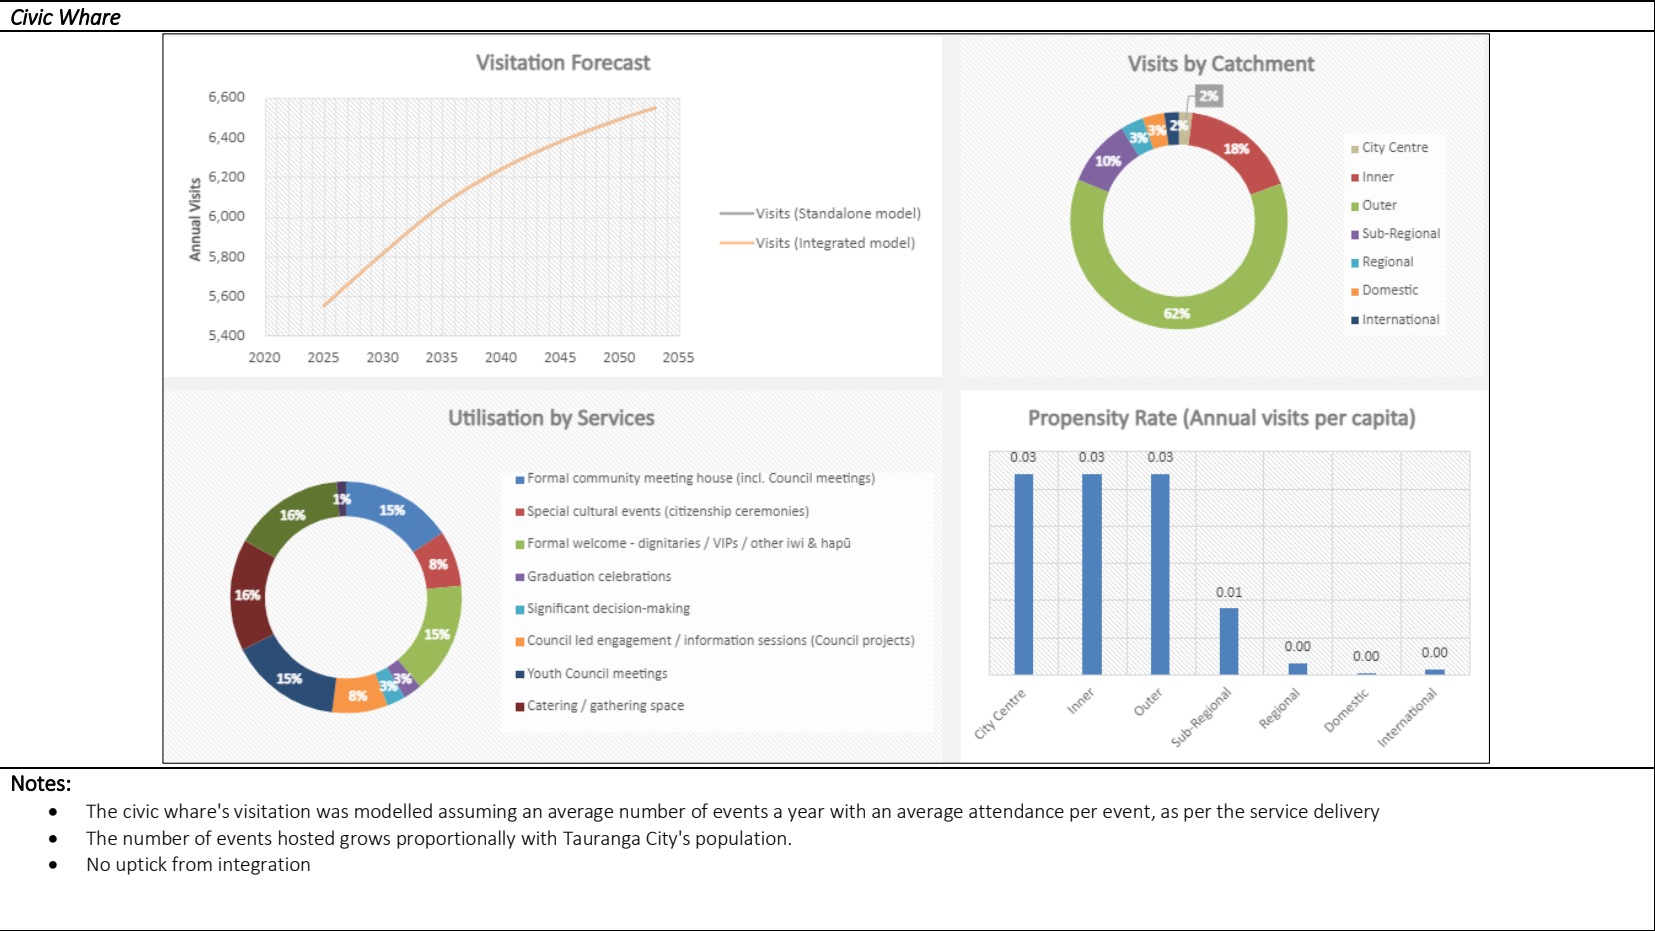 Civic Whare
Visitation Forecast
6,600
6,400
6,200
6,000
5,800
5,600
5,400
Annual Visits
2020 2025 2030 2035 2040 2045 2050 2055
Visits (Standalone model)
Visits (Integrated model)
Visits by Catchment
2%
18%
62%
10%
3%
3%
2%
City Centre
Inner
Outer
Sub-Regional
Regional
Domestic
International
Utilisation by Services
1%
15%
8%
15%
3%
3%
8%
15%
16%
16%
Formal community meeting house (incl. Council meetings)
Special cultural events (citizenship ceremonies)
Formal welcome - dignitaries / VIPs / other iwi & hapū
Graduation celebrations
Significant decision-making
Council led engagement / information sessions (Council projects)
Youth Council meetings
Catering / gathering space
Propensity Rate (Annual visits per capita)
0.03 0.03 0.03 0.01 0.00 0.00 0.00
City Centre Inner Outer Sub-Regional Regional Domestic International
Notes:
• The civic whare's visitation was modelled assuming an average number of events a year with an average attendance per event, as per the service delivery
• The number of events hosted grows proportionally with Tauranga City's population.
• No uptick from integration